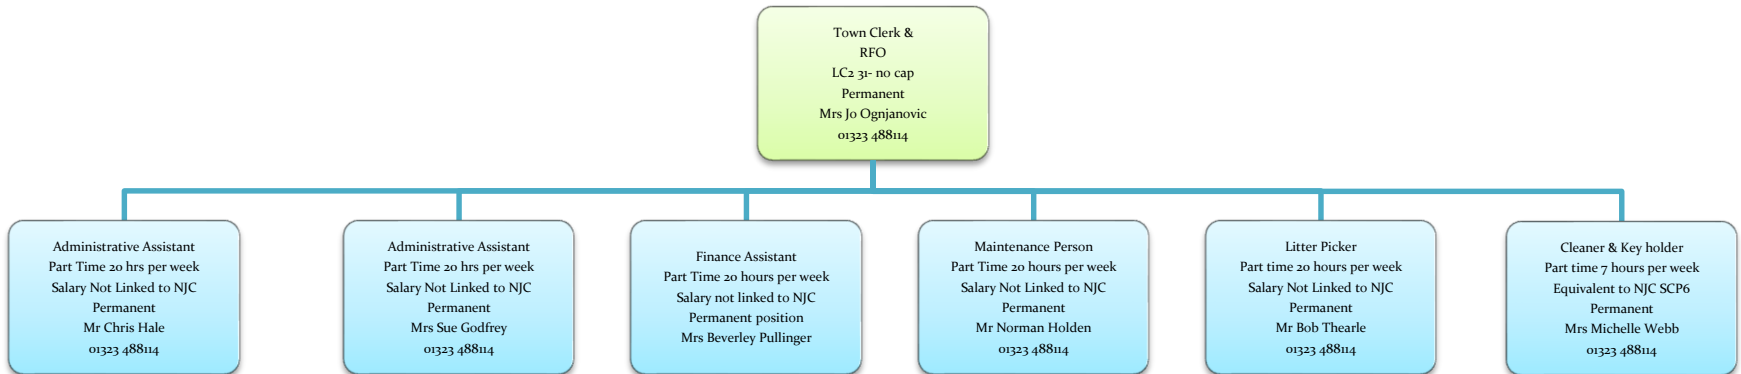 Town Clerk &
RFO
LC2 31- no cap
Permanent
Mrs Jo Ognjanovic
01323 488114
Administrative Assistant
Part Time 20 hrs per week
Salary Not Linked to NJC
Permanent
Mr Chris Hale
01323 488114
Administrative Assistant
Part Time 20 hrs per week
Salary Not Linked to NJC
Permanent
Mrs Sue Godfrey
01323 488114
Finance Assistant
Part Time 20 hours per week
Salary not linked to NJC
Permanent position
Mrs Beverley Pullinger
Maintenance Person
Part Time 20 hours per week
Salary Not Linked to NJC
Permanent
Mr Norman Holden
01323 488114
Litter Picker
Part time 20 hours per week
Salary Not Linked to NJC
Permanent
Mr Bob Thearle
01323 488114
Cleaner & Key holder
Part time 7 hours per week
Equivalent to NJC SCP6
Permanent
Mrs Michelle Webb
01323 488114